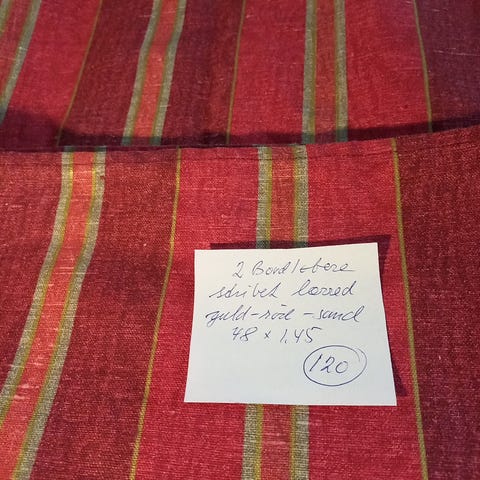 2 Bordløbere
stribet lærred
guld-rød-sand
48 x 1,45
120